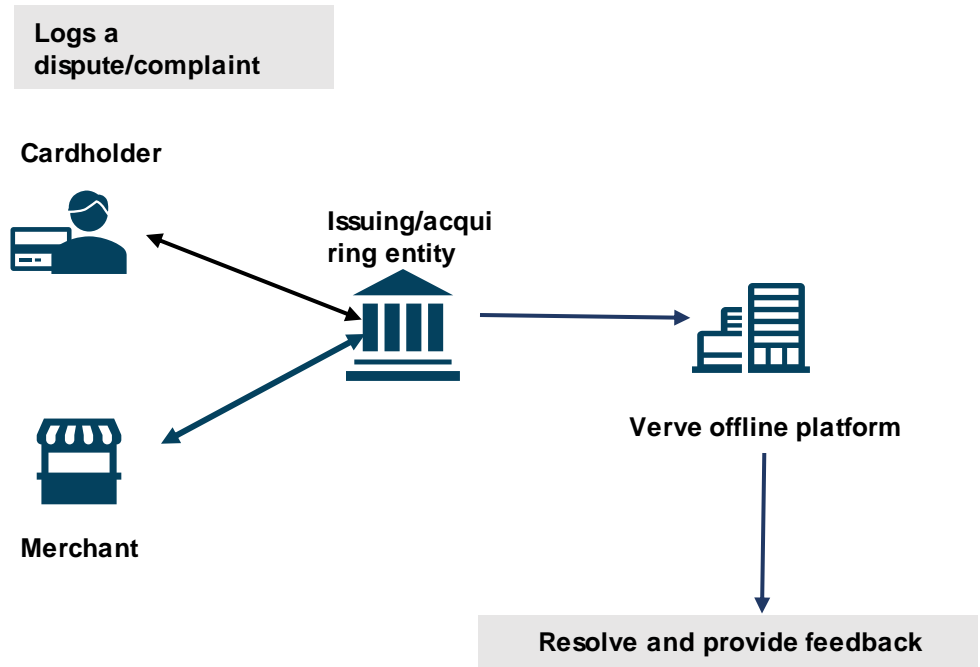 Logs a
dispute/complaint
Cardholder
Issuing/acqui
ring entity
Verve offline platform
Merchant
Resolve and provide feedback